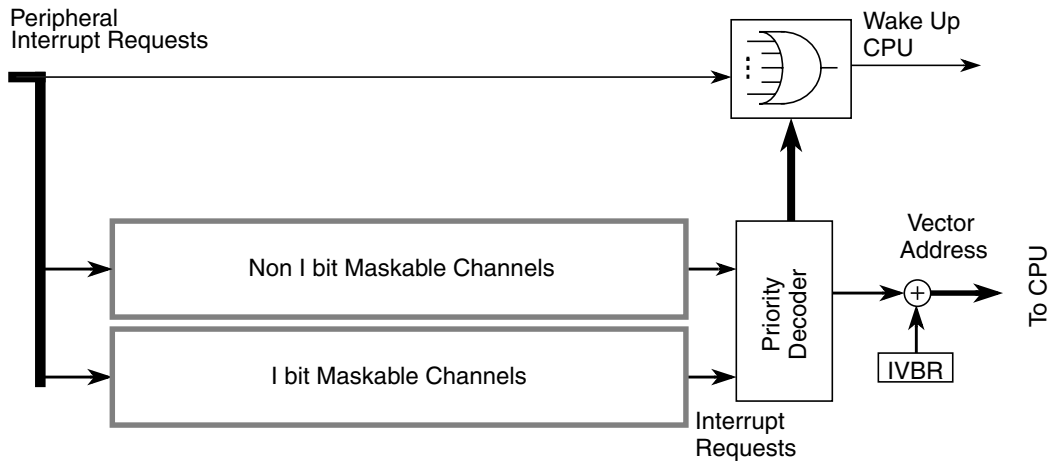 Peripheral
Interrupt Requests
Wake Up
CPU
Non I bit Maskable Channels
I bit Maskable Channels
Priority
Decoder
Interrupt
Requests
Vector
Address
IVBR
To CPU